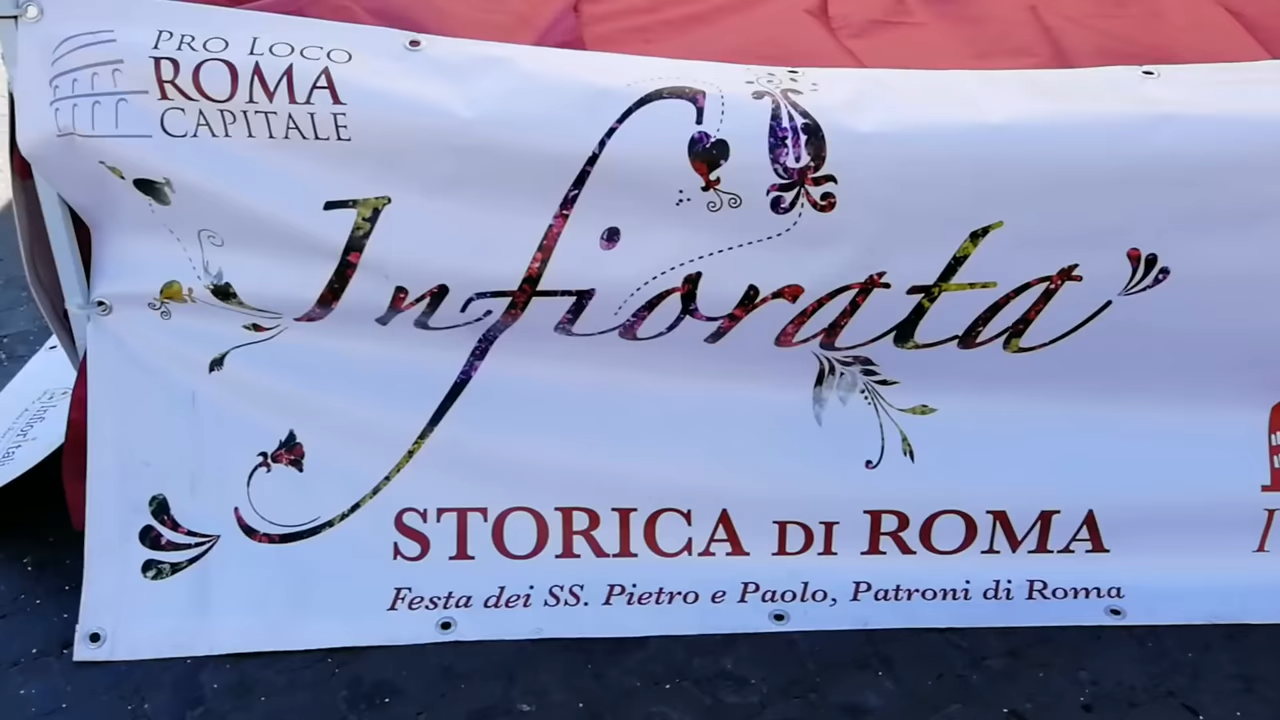 PRO LOCO
ROMA
CAPITALE
Infiorata
STORICA DI ROMA
Festa dei SS. Pietro e Paolo, Patroni di Roma